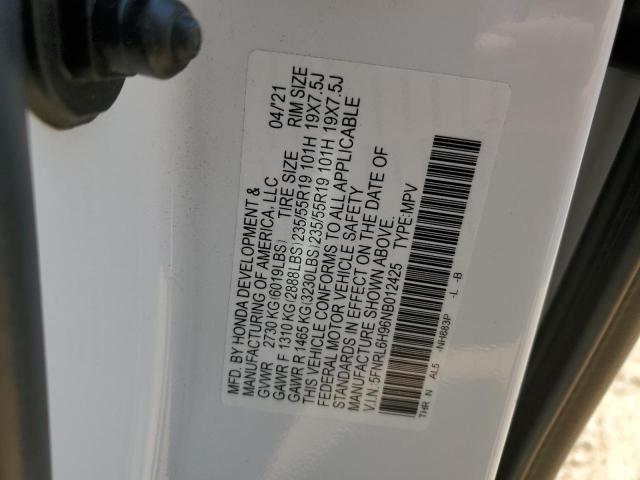 MFD. BY HONDA DEVELOPMENT &
MANUFACTURING OF AMERICA, LLC 04/21
GVWR 2730 KG(6019LBS) TIRE SIZE RIM SIZE
GAWR F 1310 KG(2888LBS)235/55R19 101H 19X7.5J
GAWR R 1465 KG(3230LBS)235/55R19 101H 19X7.5J
THIS VEHICLE CONFORMS TO ALL APPLICABLE
FEDERAL MOTOR VEHICLE SAFETY
STANDARDS IN EFFECT ON THE DATE OF
MANUFACTURE SHOWN ABOVE.
V.I.N.:5FNRL6H96NB012425 TYPE:MPV
THR N AL5 -NH883P -L -B